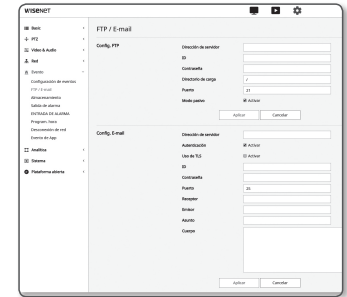 WISENET
Basic
PTZ
Video & Audio
Red
Evento
Configuración de eventos
FTP / E-mail
Almacenamiento
Salida de alarma
ENTRADA DE ALARMA
Program. hora
Desconexión de red
Evento de App
Analítica
Sistema
Plataforma abierta
FTP / E-mail
Config. FTP
Dirección de servidor
ID
Contraseña
Directorio de carga /
Puerto 21
Modo pasivo Activar
Aplicar Cancelar
Config. E-mail
Dirección de servidor
Autenticación Activar
Uso de TLS Activar
ID
Contraseña
Puerto 25
Receptor
Emisor
Asunto
Cuerpo
Aplicar Cancelar